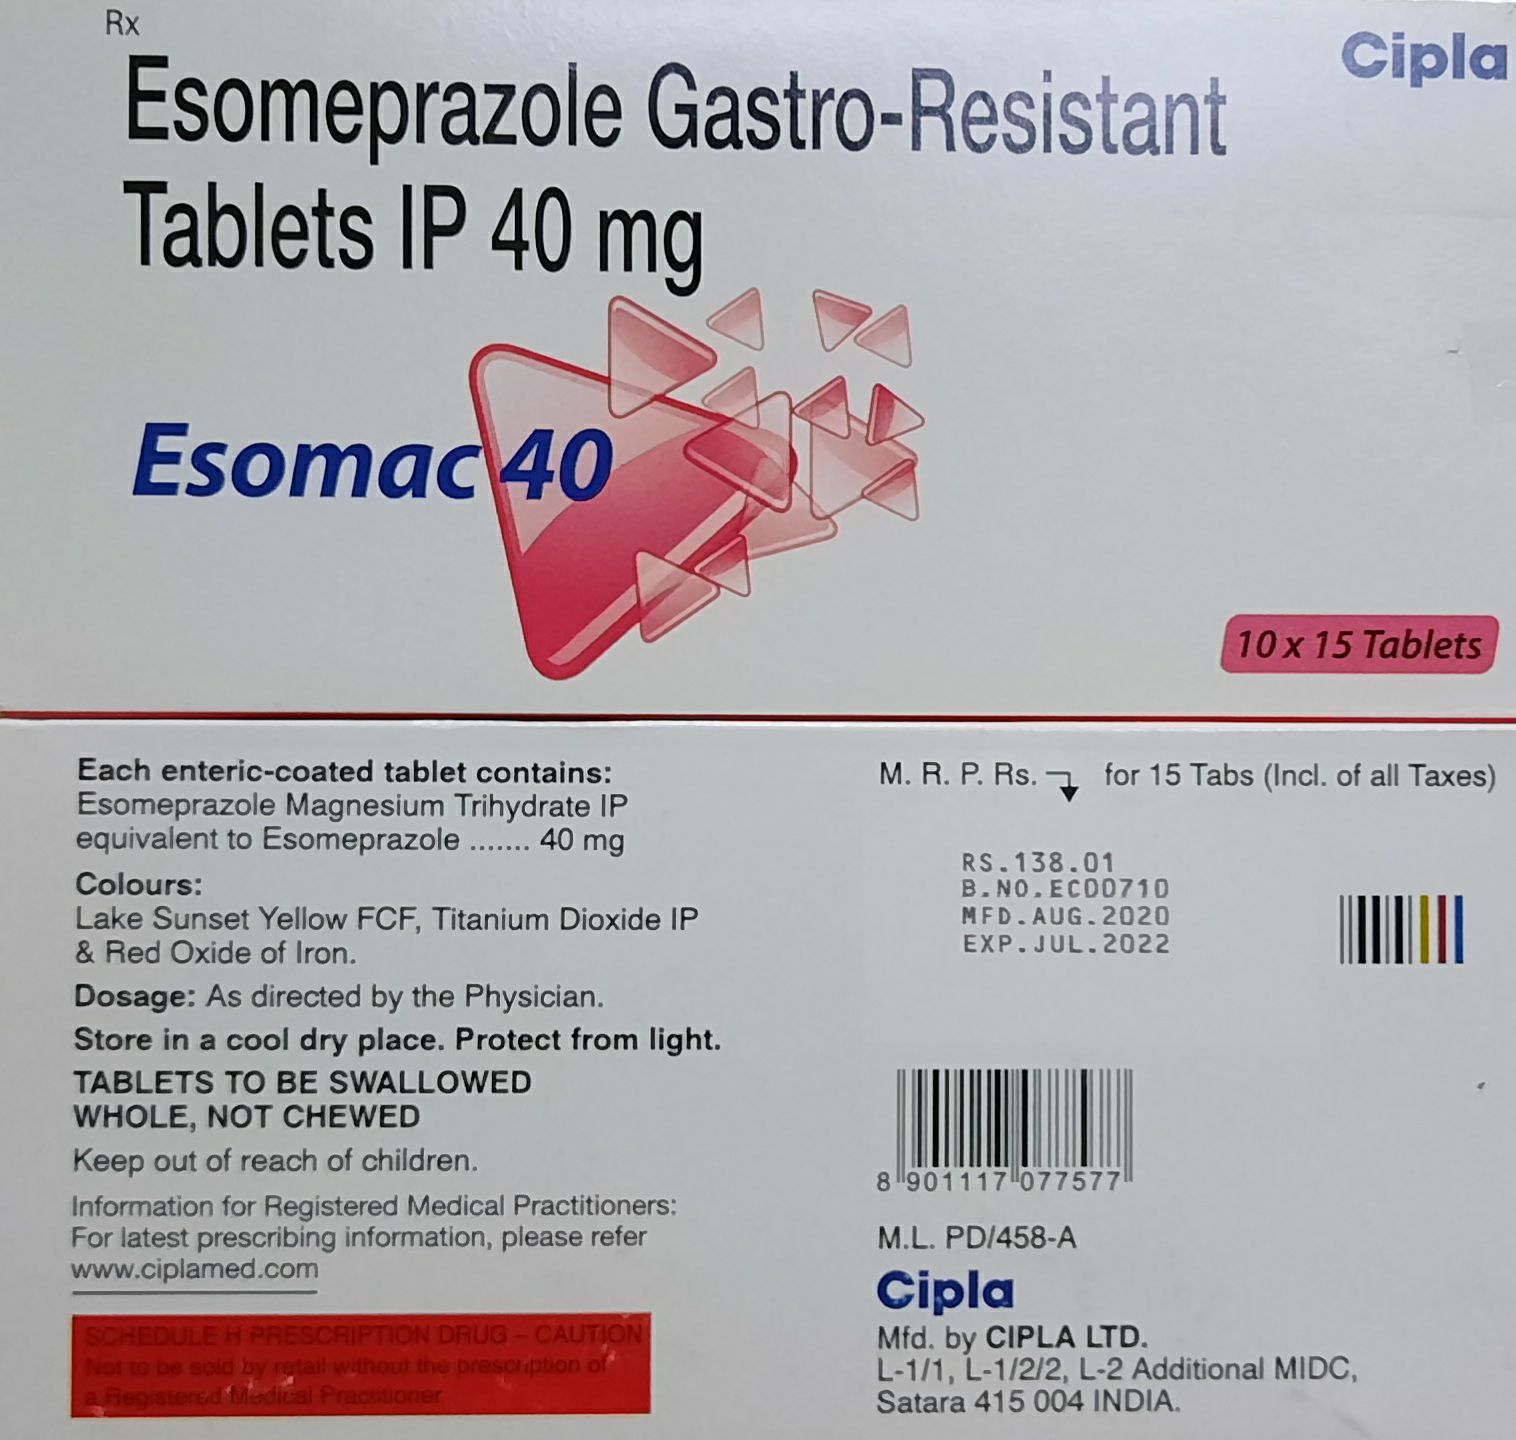 Rx
Cipla
Esomeprazole Gastro-Resistant
Tablets IP 40 mg
Esomac 40
10 x 15 Tablets
Each enteric-coated tablet contains:
Esomeprazole Magnesium Trihydrate IP
equivalent to Esomeprazole ....... 40 mg
Colours:
Lake Sunset Yellow FCF, Titanium Dioxide IP
& Red Oxide of Iron.
Dosage: As directed by the Physician.
Store in a cool dry place. Protect from light.
TABLETS TO BE SWALLOWED
WHOLE, NOT CHEWED
Keep out of reach of children.
Information for Registered Medical Practitioners:
For latest prescribing information, please refer
www.ciplamed.com
SCHEDULE H PRESCRIPTION DRUG – CAUTION
Not to be sold by retail without the prescription of
a Registered Medical Practitioner.
M. R. P. Rs. for 15 Tabs (Incl. of all Taxes)
RS.138.01
B.NO.EC00710
MFD.AUG.2020
EXP.JUL.2022
8 901117 077577
M.L. PD/458-A
Cipla
Mfd. by CIPLA LTD.
L-1/1, L-1/2/2, L-2 Additional MIDC,
Satara 415 004 INDIA.